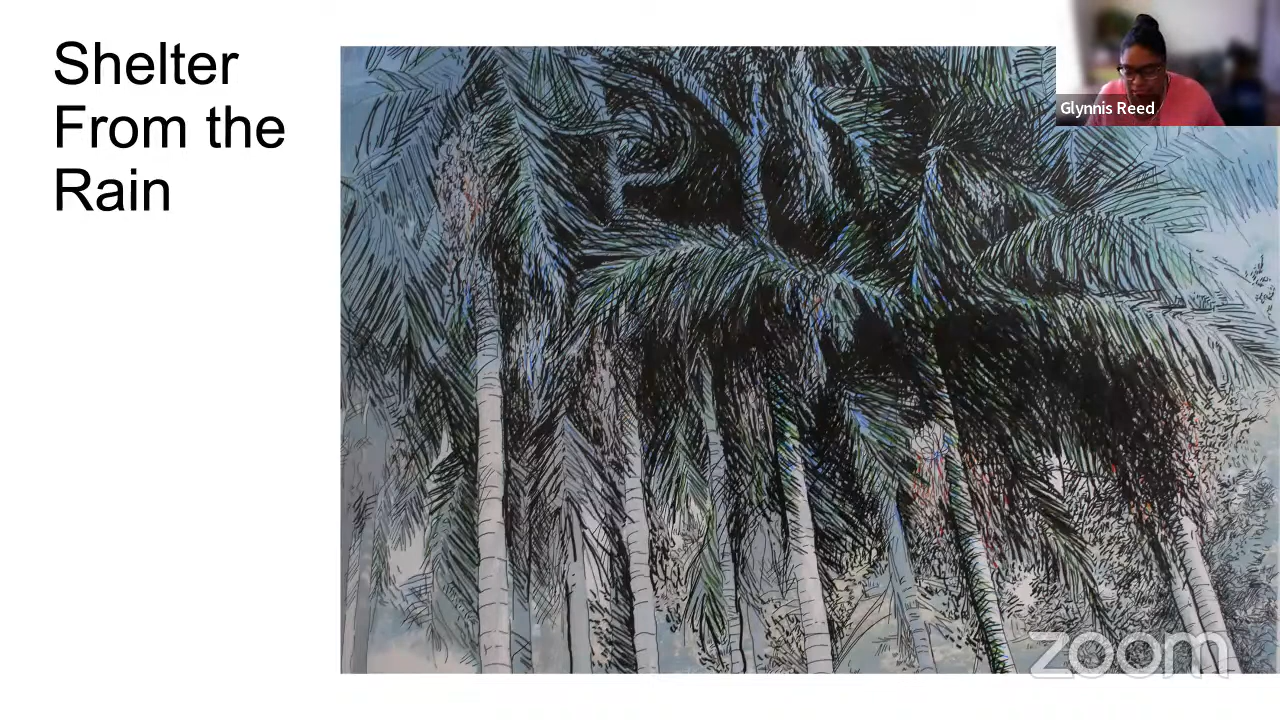 Shelter
From the
Rain
Glynnis Reed
zoom